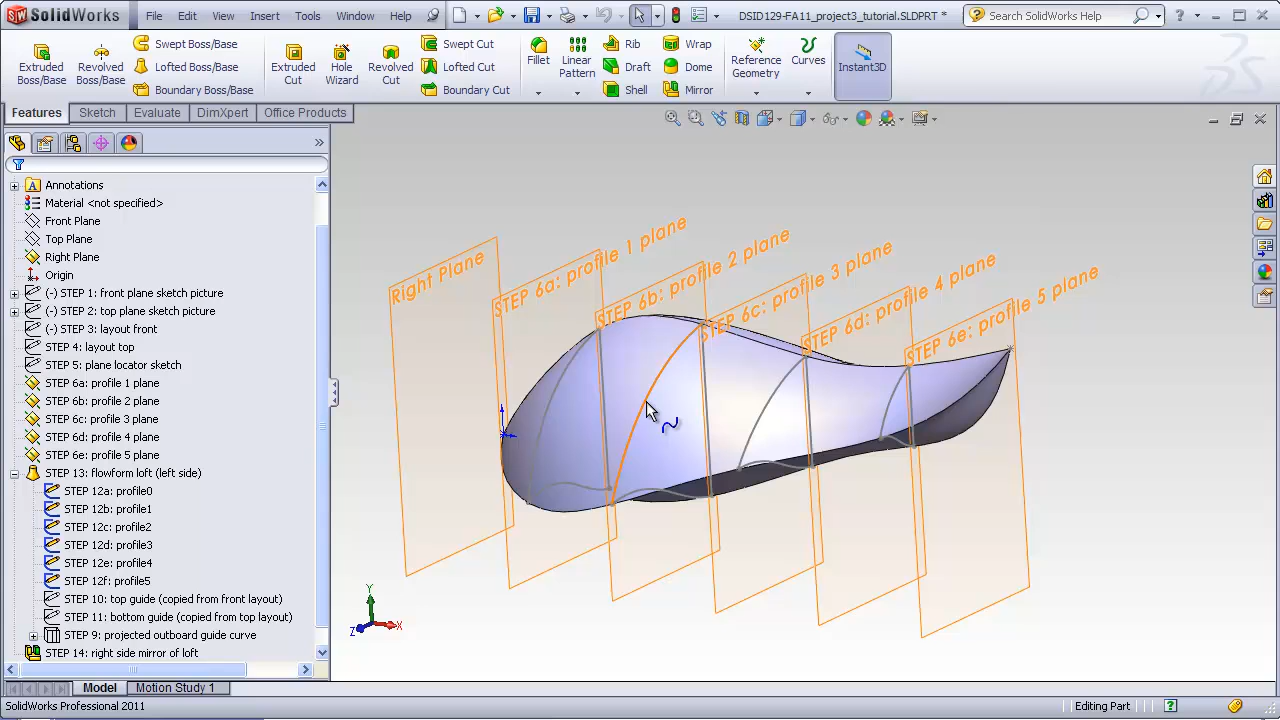 SolidWorks
File Edit View Insert Tools Window Help
DSID129-FA11_project3_tutorial.SLDPRT *
Search SolidWorks Help
Extruded Boss/Base
Revolved Boss/Base
Swept Boss/Base
Lofted Boss/Base
Boundary Boss/Base
Extruded Cut
Hole Wizard
Revolved Cut
Swept Cut
Lofted Cut
Boundary Cut
Fillet
Linear Pattern
Rib
Draft
Shell
Wrap
Dome
Mirror
Reference Geometry
Curves
Instant3D
Features Sketch Evaluate DimXpert Office Products
Annotations
Material <not specified>
Front Plane
Top Plane
Right Plane
Origin
(-) STEP 1: front plane sketch picture
(-) STEP 2: top plane sketch picture
(-) STEP 3: layout front
STEP 4: layout top
STEP 5: plane locator sketch
STEP 6a: profile 1 plane
STEP 6b: profile 2 plane
STEP 6c: profile 3 plane
STEP 6d: profile 4 plane
STEP 6e: profile 5 plane
STEP 13: flowform loft (left side)
STEP 12a: profile0
STEP 12b: profile1
STEP 12c: profile2
STEP 12d: profile3
STEP 12e: profile4
STEP 12f: profile5
STEP 10: top guide (copied from front layout)
STEP 11: bottom guide (copied from top layout)
STEP 9: projected outboard guide curve
STEP 14: right side mirror of loft
Right Plane
STEP 6a: profile 1 plane
STEP 6b: profile 2 plane
STEP 6c: profile 3 plane
STEP 6d: profile 4 plane
STEP 6e: profile 5 plane
Y
Z
X
Model Motion Study 1
SolidWorks Professional 2011
Editing Part